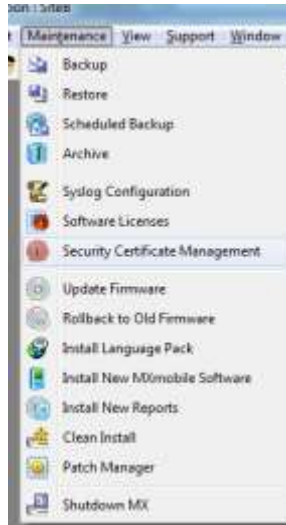 Maintenance View Support Window
Backup
Restore
Scheduled Backup
Archive
Syslog Configuration
Software Licenses
Security Certificate Management
Update Firmware
Rollback to Old Firmware
Install Language Pack
Install New MXmobile Software
Install New Reports
Clean Install
Patch Manager
Shutdown MX